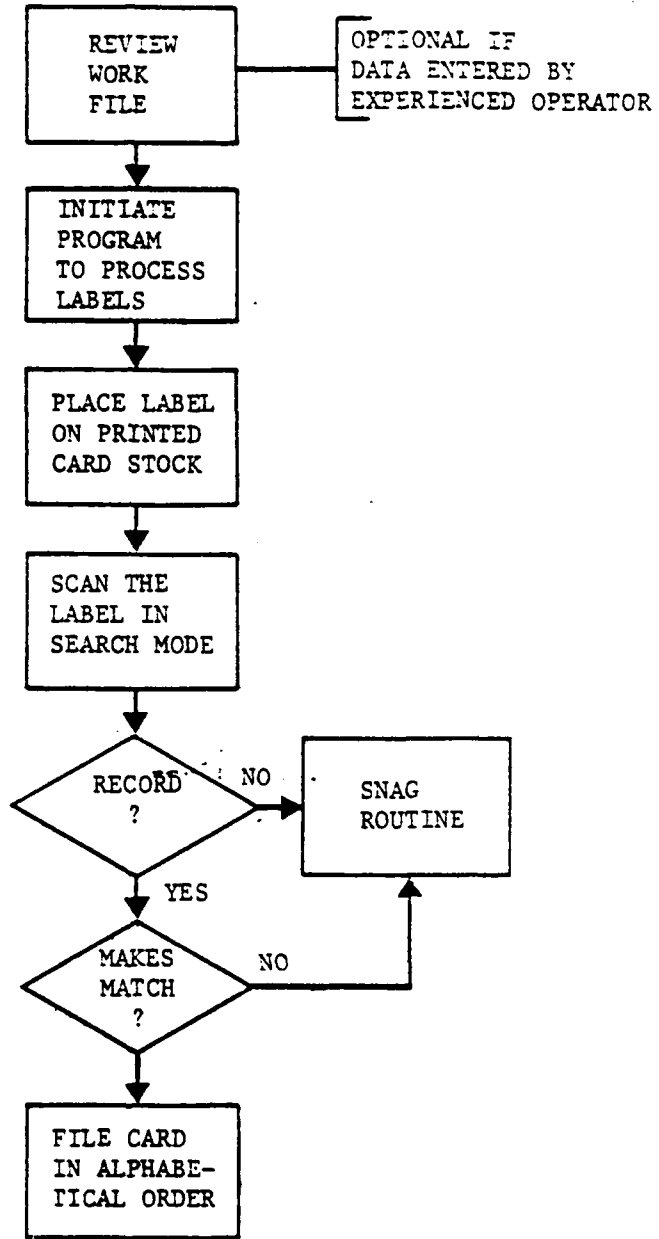 REVIEW
WORK
FILE
OPTIONAL IF
DATA ENTERED BY
EXPERIENCED OPERATOR
INITIATE
PROGRAM
TO PROCESS
LABELS
PLACE LABEL
ON PRINTED
CARD STOCK
SCAN THE
LABEL IN
SEARCH MODE
RECORD
?
NO
SNAG
ROUTINE
YES
MAKES
MATCH
?
NO
FILE CARD
IN ALPHABE-
TICAL ORDER